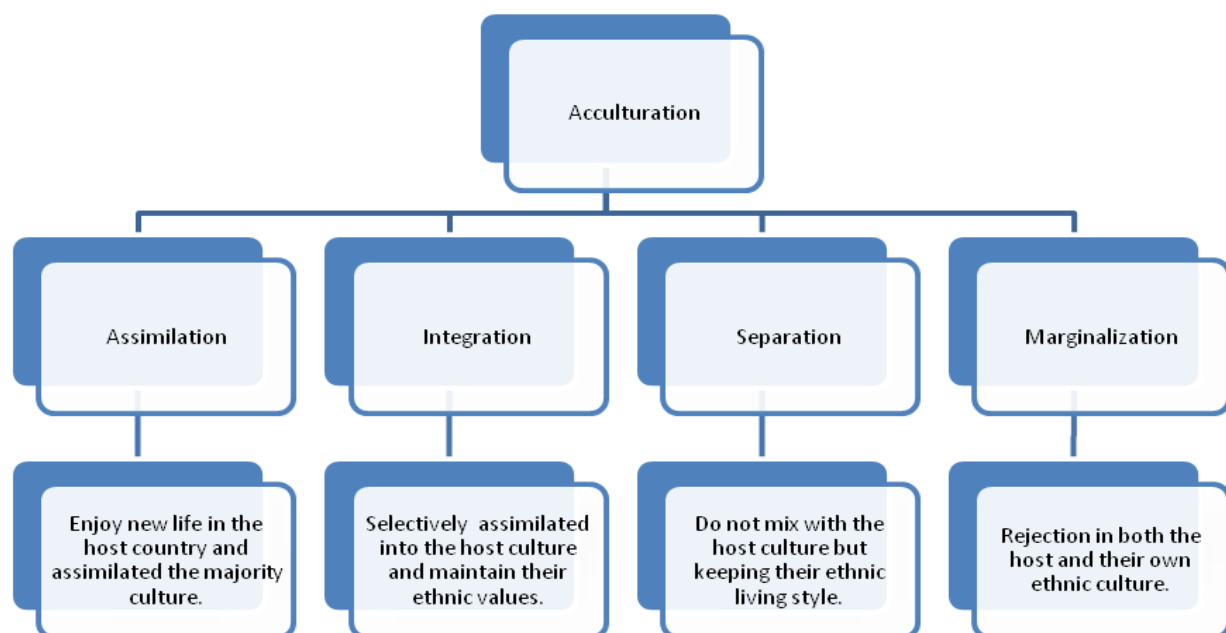 Acculturation
Assimilation
Integration
Separation
Marginalization
Enjoy new life in the
host country and
assimilated the majority
culture.
Selectively assimilated
into the host culture
and maintain their
ethnic values.
Do not mix with the
host culture but
keeping their ethnic
living style.
Rejection in both the
host and their own
ethnic culture.